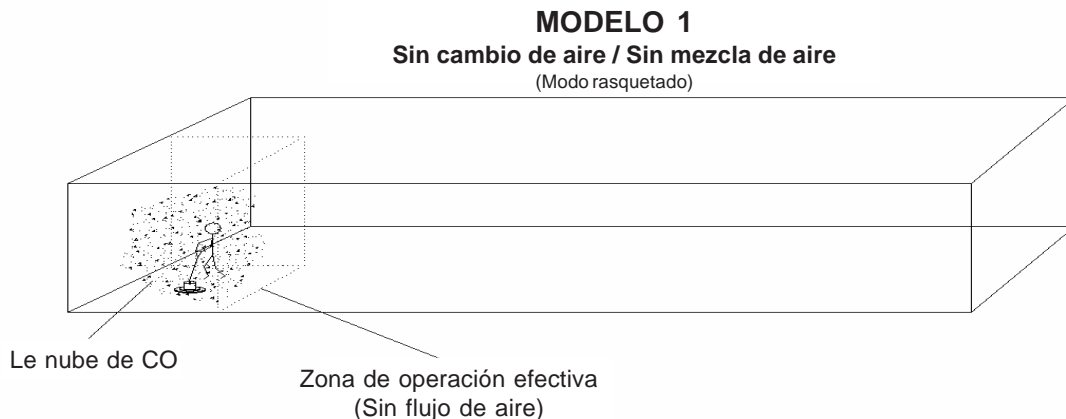 MODELO 1
Sin cambio de aire / Sin mezcla de aire
(Modo rasquetado)
Le nube de CO
Zona de operación efectiva
(Sin flujo de aire)